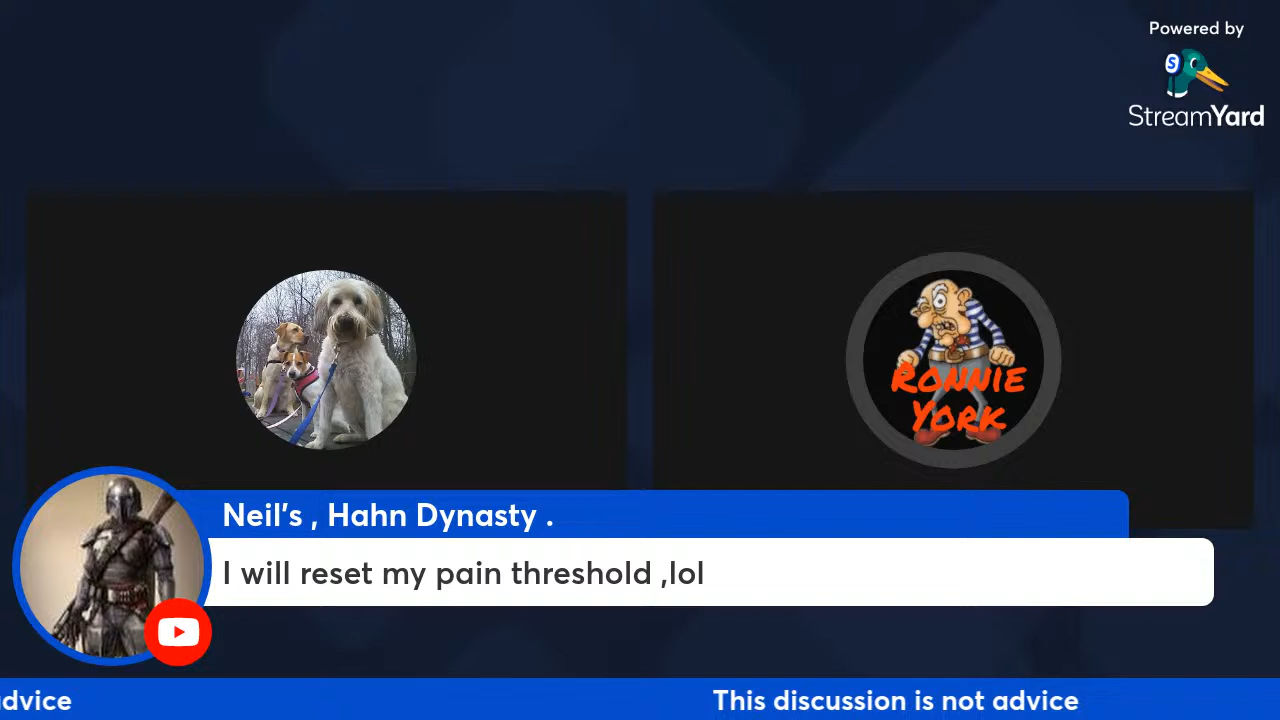 Powered by
S
StreamYard
RONNIE
YORK
Neil's , Hahn Dynasty .
I will reset my pain threshold ,lol
advice
This discussion is not advice